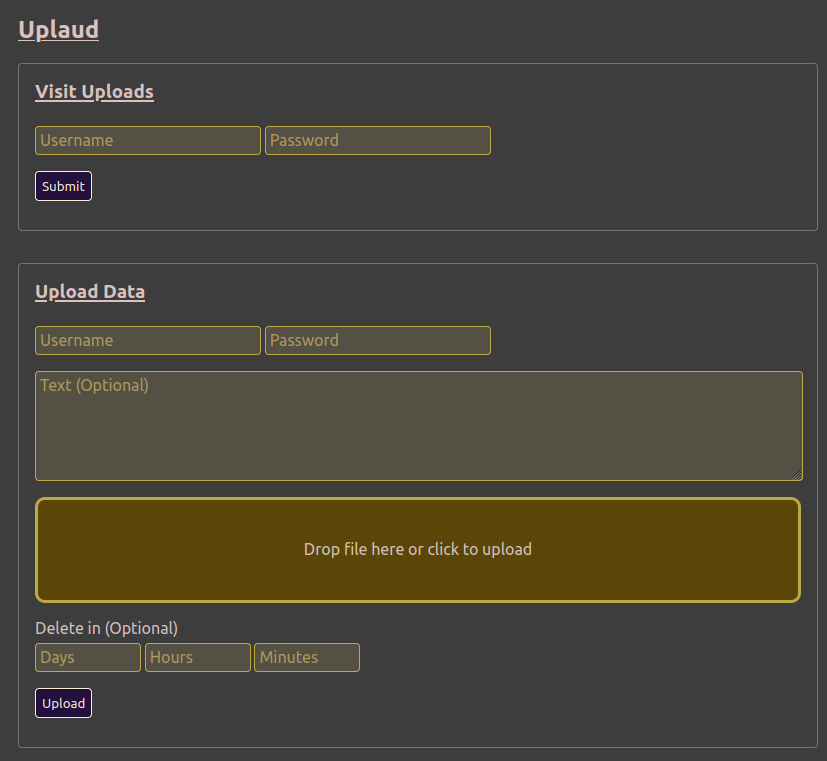 Uplaud
Visit Uploads
Username Password
Submit
Upload Data
Username Password
Text (Optional)
Drop file here or click to upload
Delete in (Optional)
Days Hours Minutes
Upload